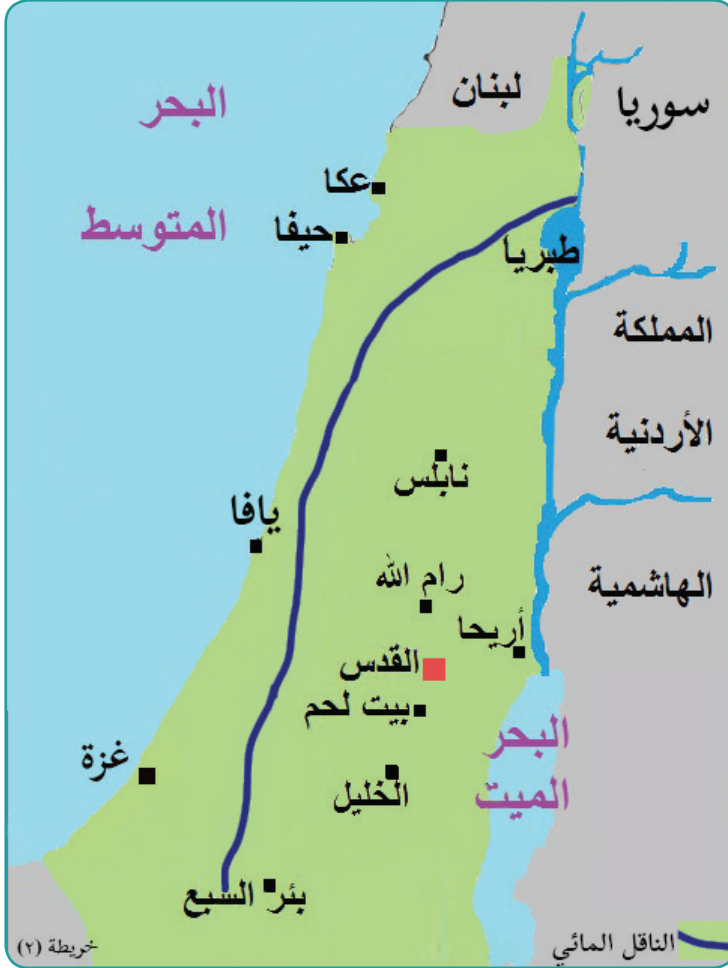 لبنان
سوريا
البحر
المتوسط
عكا
حيفا
طبريا
المملكة
الأردنية
الهاشمية
نابلس
يافا
رام الله
أريحا
القدس
بيت لحم
البحر
الميت
غزة
الخليل
بئر السبع
الناقل المائي
خريطة (٢)